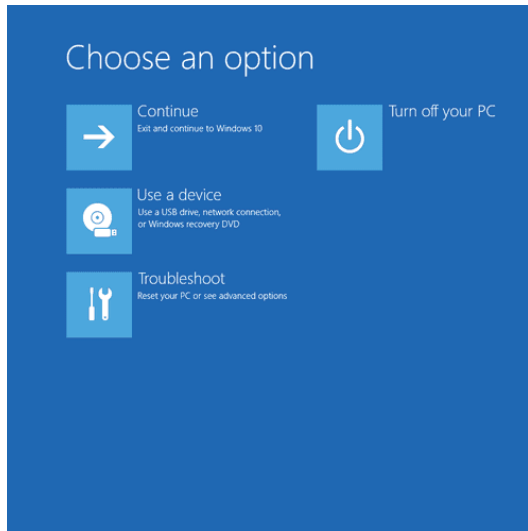 Choose an option
Continue
Exit and continue to Windows 10
Turn off your PC
Use a device
Use a USB drive, network connection,
or Windows recovery DVD
Troubleshoot
Reset your PC or see advanced options